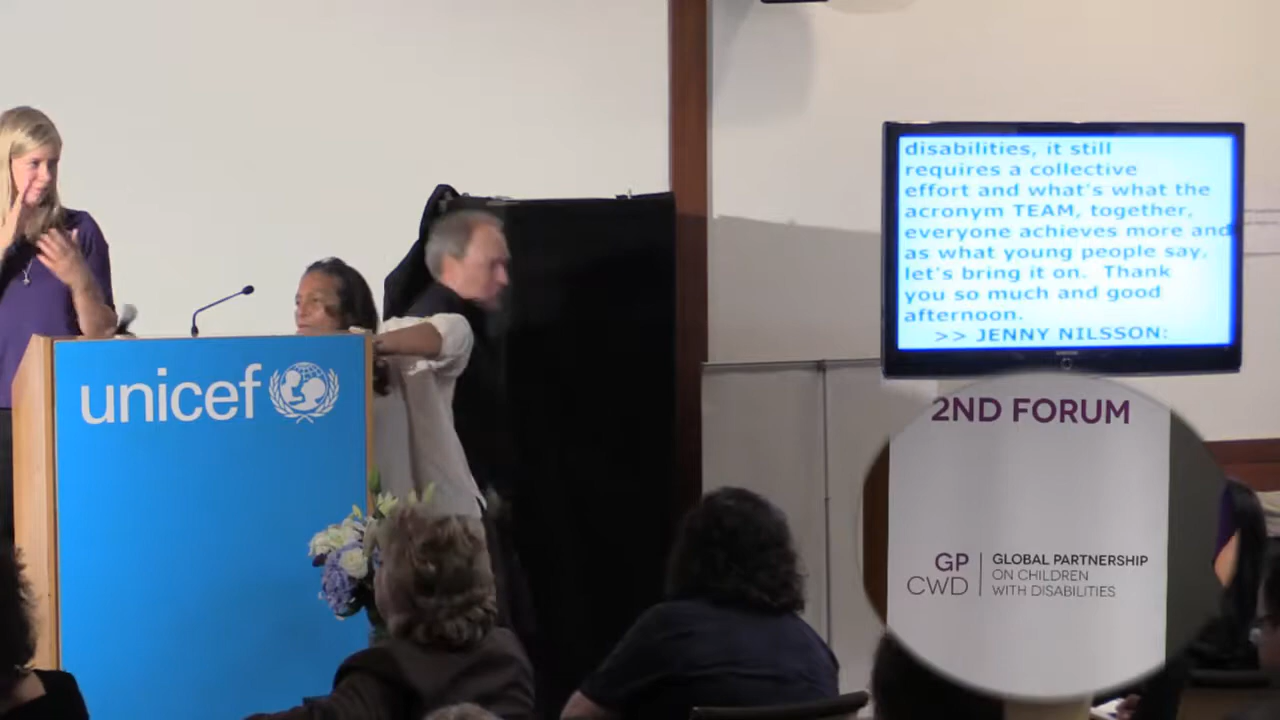 unicef
disabilities, it still
requires a collective
effort and what's what the
acronym TEAM, together,
everyone achieves more and
as what young people say,
let's bring it on. Thank
you so much and good
afternoon.
>> JENNY NILSSON:
2ND FORUM
GP
CWD
GLOBAL PARTNERSHIP
ON CHILDREN
WITH DISABILITIES